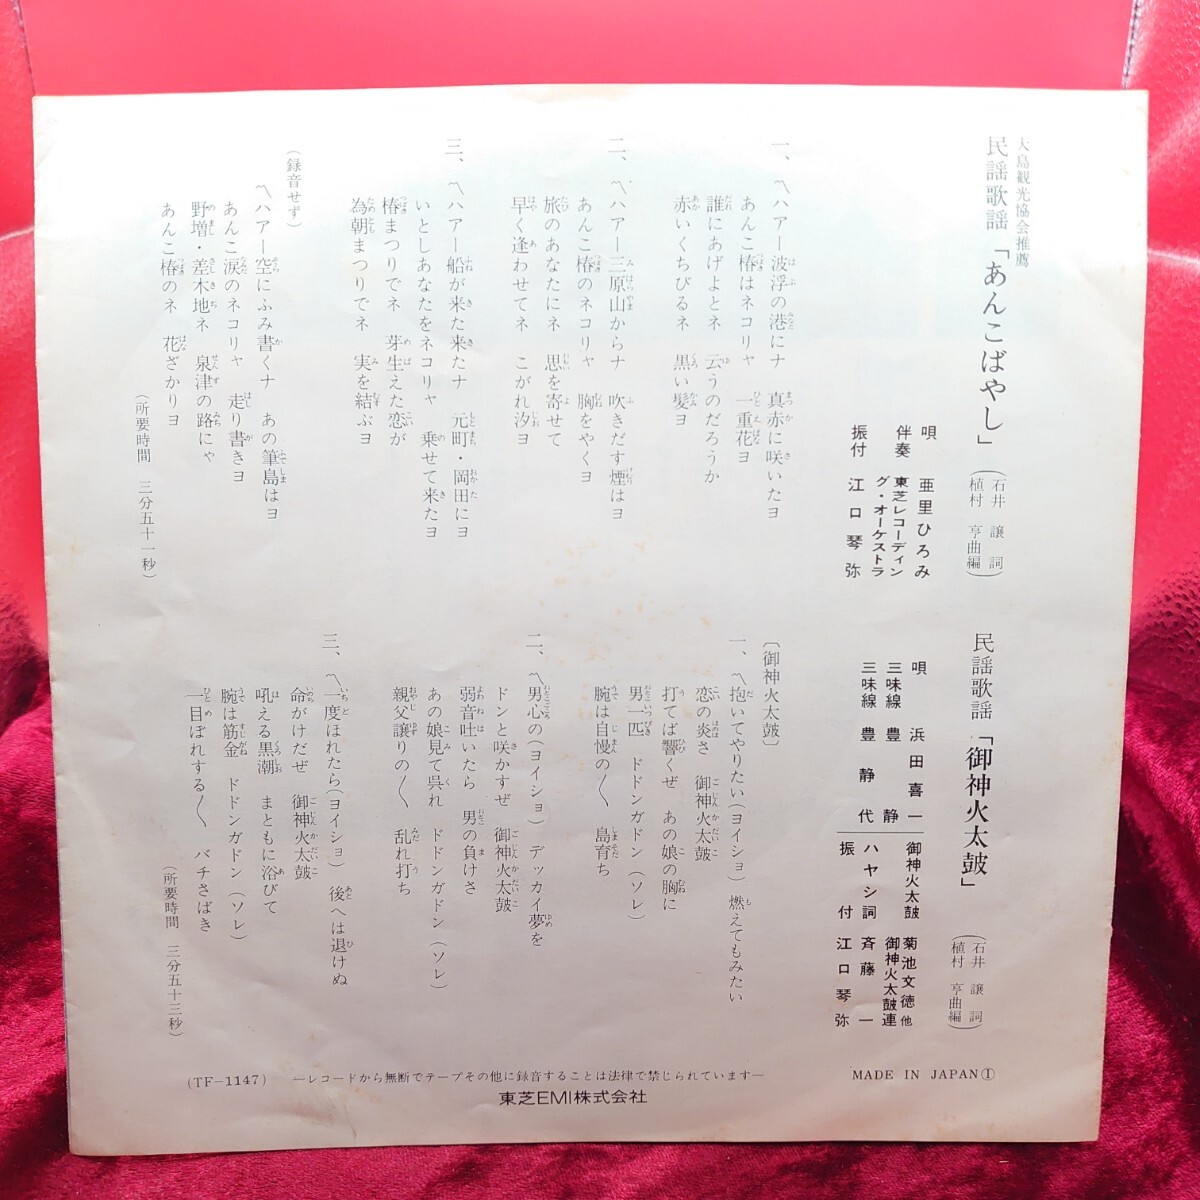 大島観光協会推薦
民謡歌謡「あんこばやし」
(石井 譲 詞
植村 亨 曲編)
唄 亜里ひろみ
伴奏 東芝レコーディング・オーケストラ
振付 江口琴弥
一、〽ハアー波浮の港にナ 真赤に咲いたヨ
あんこ椿はネコリャ 一重花ヨ
誰にあげよとネ 云うのだろうか
赤いくちびるネ 黒い髪ヨ
二、〽ハアー三原山からナ 吹きだす煙はヨ
あんこ椿のネコリャ 胸をやくヨ
旅のあなたにネ 思を寄せて
早く逢わせてネ こがれ汐ヨ
三、〽ハアー船が来た来たナ 元町・岡田にヨ
いとしあなたをネコリャ 乗せて来たヨ
椿まつりでネ 芽生えた恋が
為朝まつりでネ 実を結ぶヨ
(録音せず)
〽ハアー空にふみ書くナ あの筆島はヨ
あんこ涙のネコリャ 走り書きヨ
野増・差木地ネ 泉津の路にゃ
あんこ椿のネ 花ざかりヨ
(所要時間 三分五十一秒)
民謡歌謡「御神火太鼓」
(石井 譲 詞
植村 亨 曲編)
唄 浜田喜一
三味線 豊静
三味線 豊静代
御神火太鼓 菊池文徳他
御神火太鼓連
ハヤシ詞 斉藤一
振付 江口琴弥
〔御神火太鼓〕
一、〽抱いてやりたい(ヨイショ) 燃えてもみたい
恋の炎さ 御神火太鼓
打てば響くぜ あの娘の胸に
男一匹 ドドンガドン(ソレ)
腕は自慢の〱 島育ち
二、〽男心の(ヨイショ) デッカイ夢を
ドンと咲かすぜ 御神火太鼓
弱音吐いたら 男の負けさ
あの娘見て呉れ ドドンガドン(ソレ)
親父譲りの〱 乱れ打ち
三、〽一度ほれたら(ヨイショ) 後へは退けぬ
命がけだぜ 御神火太鼓
吼える黒潮 まともに浴びて
腕は筋金 ドドンガドン(ソレ)
一目ぼれする〱 バチさばき
(所要時間 三分五十三秒)
(TF-1147) ―レコードから無断でテープその他に録音することは法律で禁じられています― MADE IN JAPAN①
東芝EMI株式会社